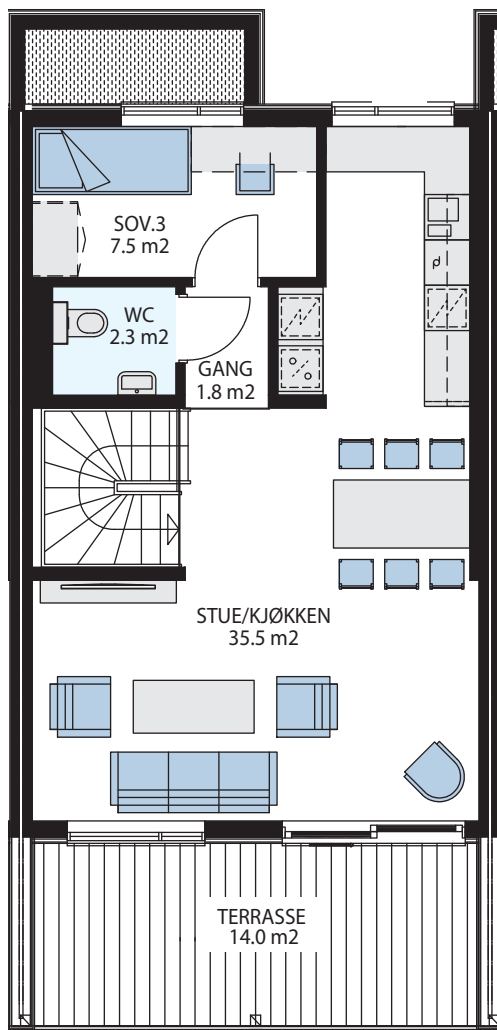 SOV.3
7.5 m2
WC
2.3 m2
GANG
1.8 m2
STUE/KJØKKEN
35.5 m2
TERRASSE
14.0 m2